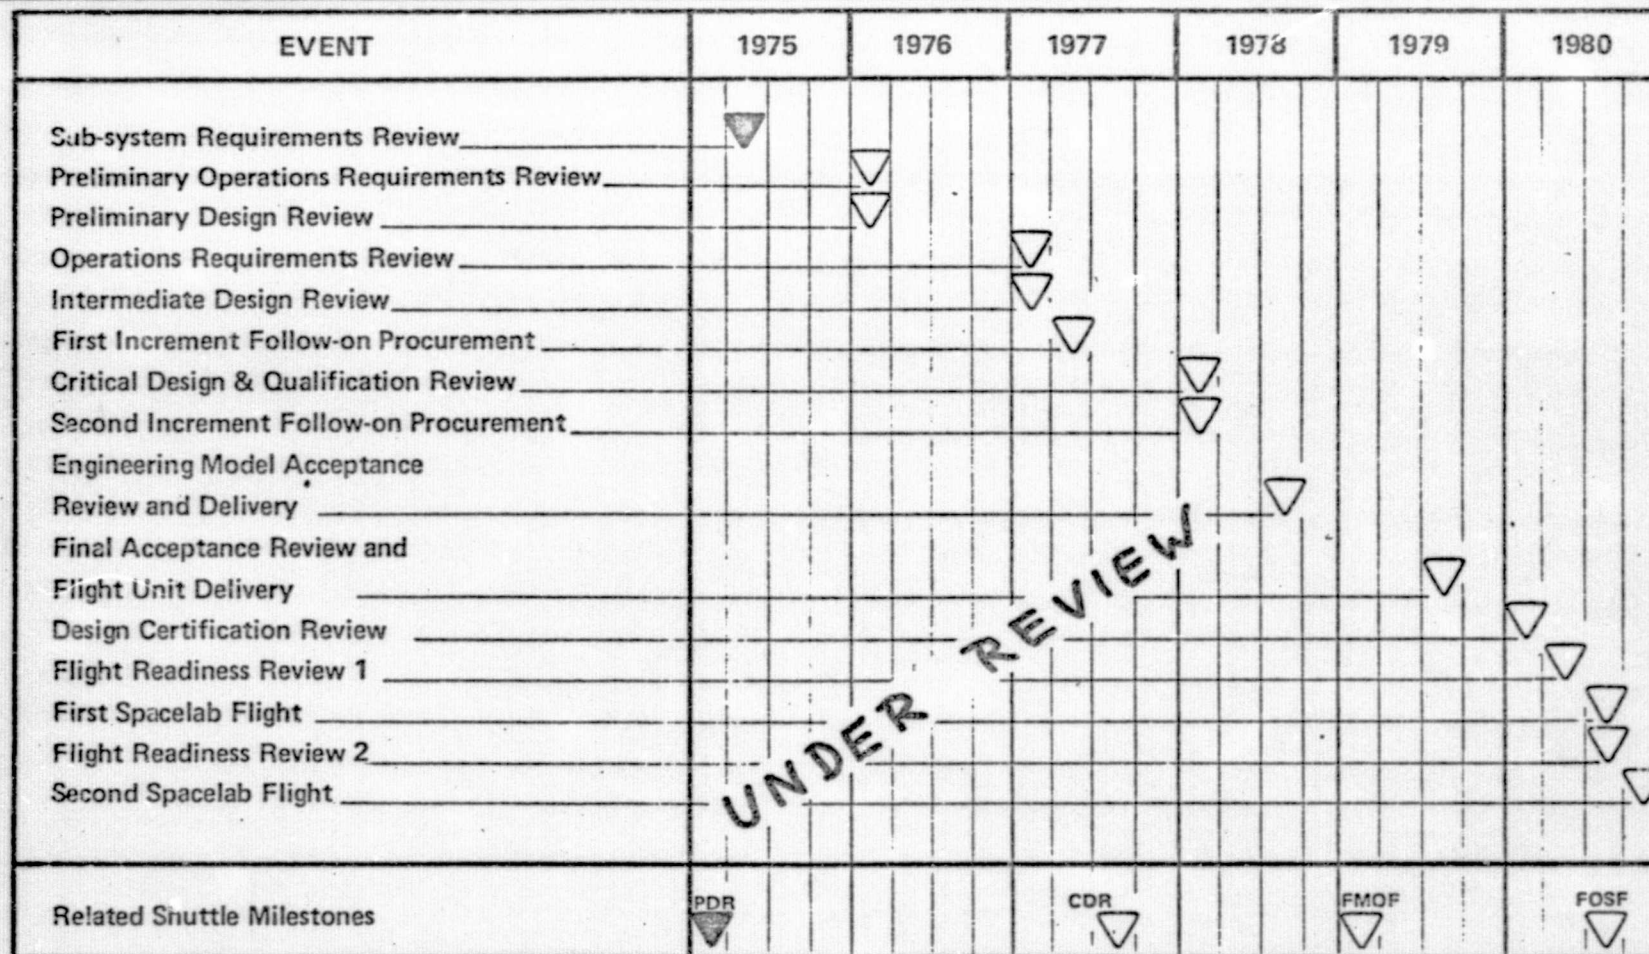 EVENT 1975 1976 1977 1978 1979 1980
Sub-system Requirements Review
Preliminary Operations Requirements Review
Preliminary Design Review
Operations Requirements Review
Intermediate Design Review
First Increment Follow-on Procurement
Critical Design & Qualification Review
Second Increment Follow-on Procurement
Engineering Model Acceptance
Review and Delivery
Final Acceptance Review and
Flight Unit Delivery
Design Certification Review
Flight Readiness Review 1
First Spacelab Flight
Flight Readiness Review 2
Second Spacelab Flight
UNDER REVIEW
PDR CDR FMOF FOSF
Related Shuttle Milestones